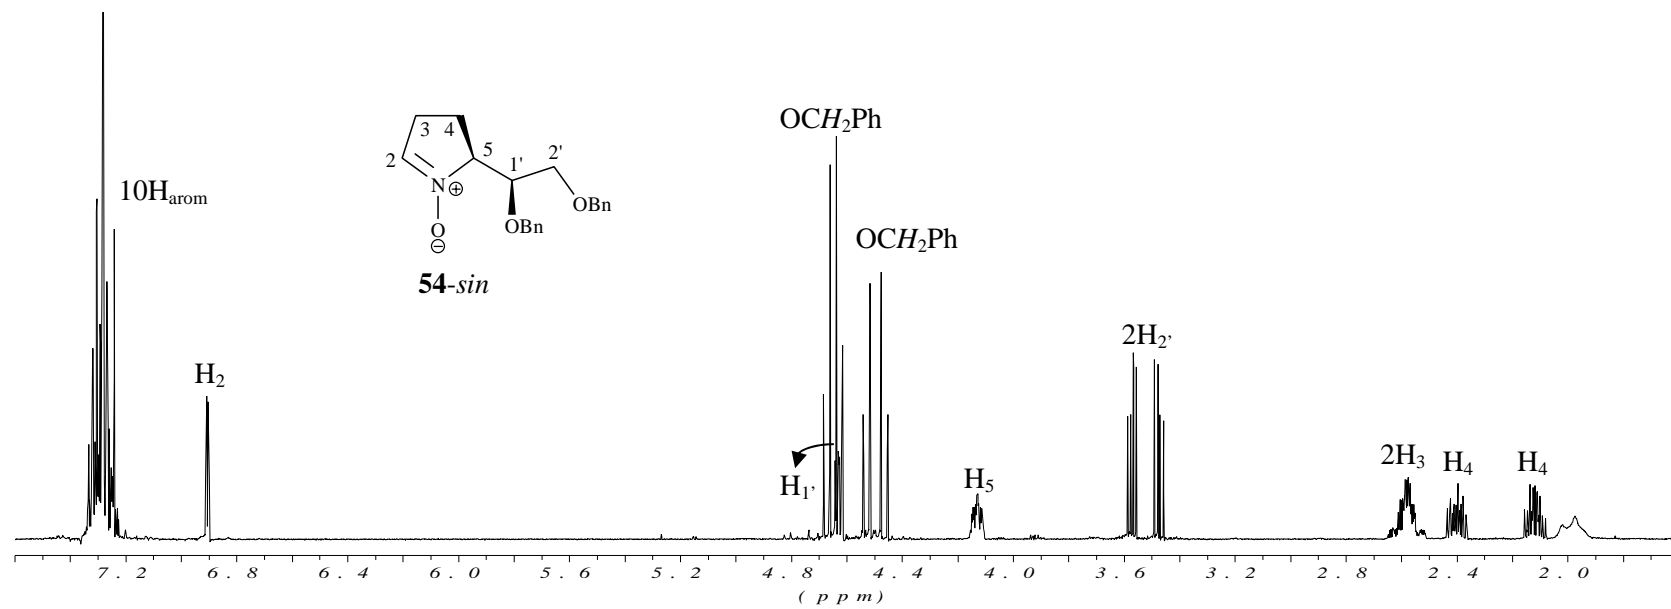 OCH₂Ph
3
4
2
5
1'
2'
10Hₐᵣₒₘ
N
⊕
OBn
O
OBn
⊖
OCH₂Ph
54-sin
2H₂'
H₂
2H₃
H₄
H₄
H₁'
H₅
7.2 6.8 6.4 6.0 5.6 5.2 4.8 4.4 4.0 3.6 3.2 2.8 2.4 2.0
(ppm)